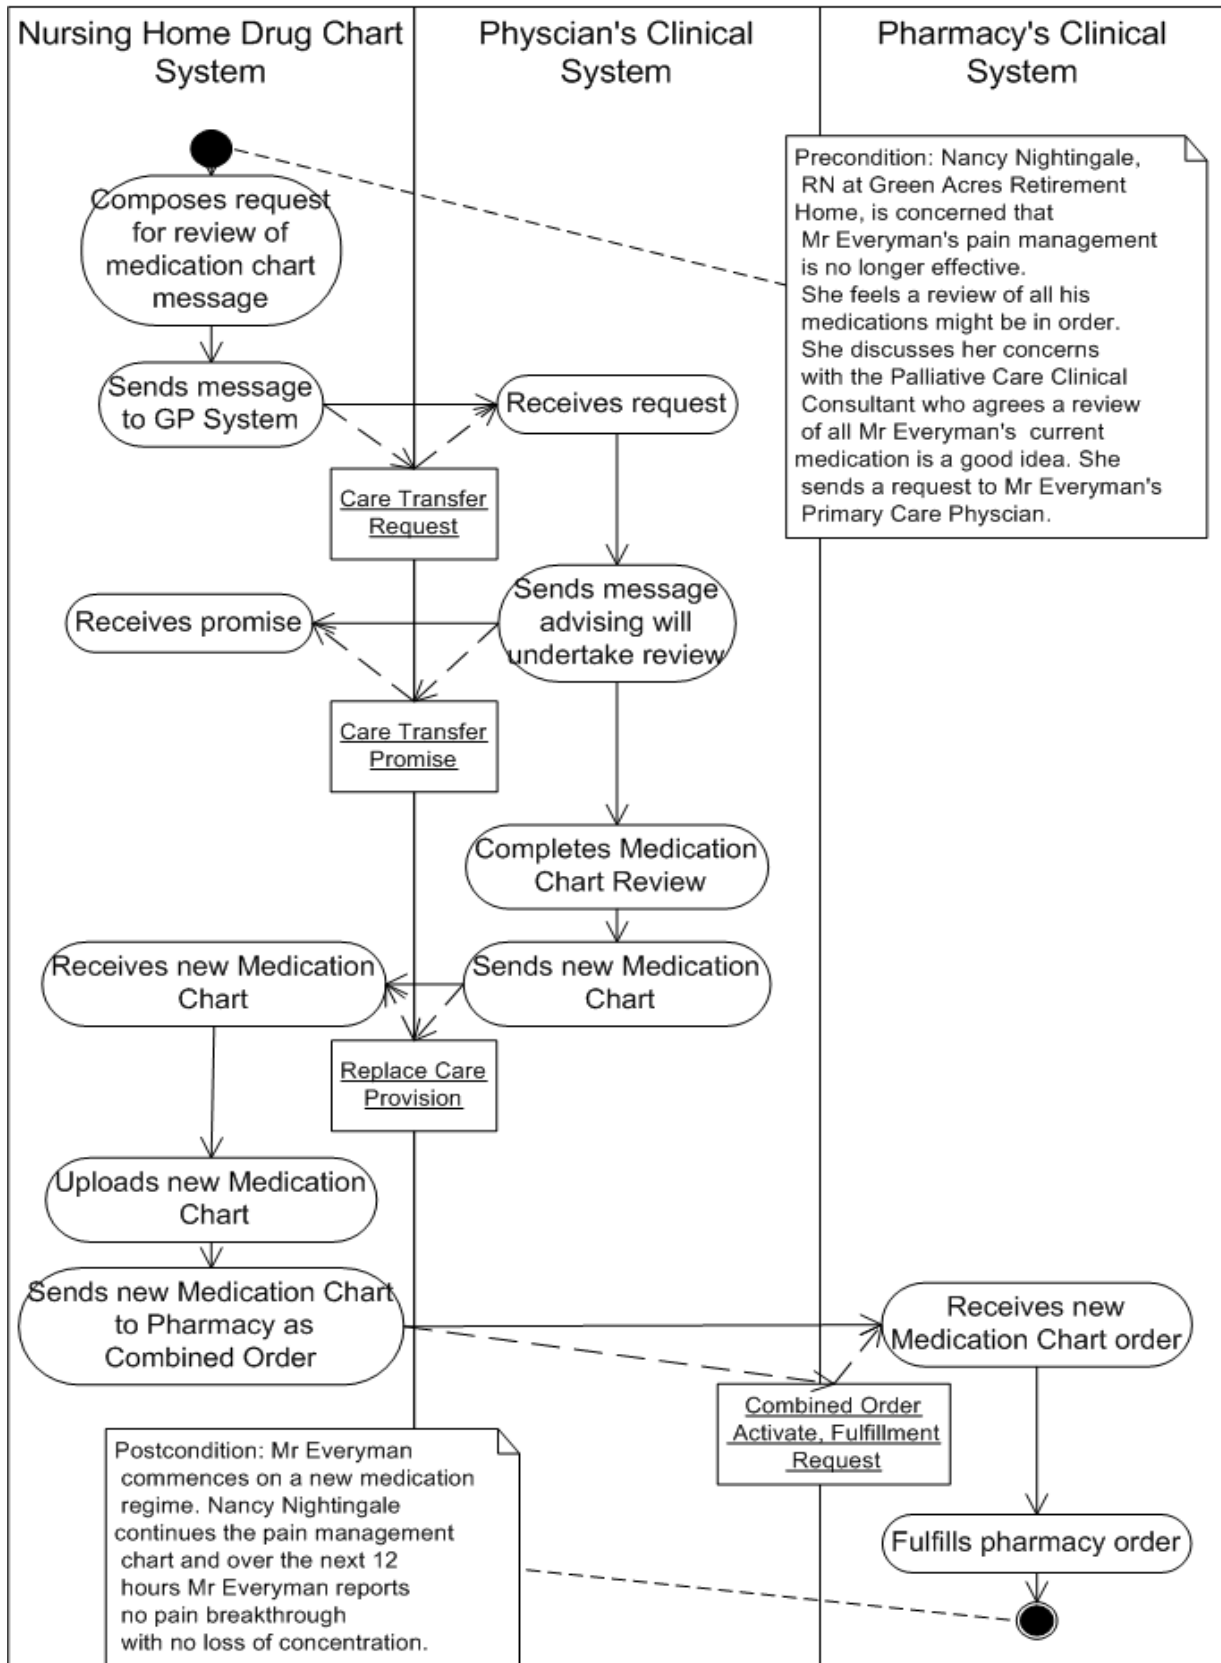 Nursing Home Drug Chart
System
Physcian's Clinical
System
Pharmacy's Clinical
System
Composes request
for review of
medication chart
message
Precondition: Nancy Nightingale,
RN at Green Acres Retirement
Home, is concerned that
Mr Everyman's pain management
is no longer effective.
She feels a review of all his
medications might be in order.
She discusses her concerns
with the Palliative Care Clinical
Consultant who agrees a review
of all Mr Everyman's current
medication is a good idea. She
sends a request to Mr Everyman's
Primary Care Physcian.
Sends message
to GP System
Receives request
Care Transfer
Request
Sends message
advising will
undertake review
Receives promise
Care Transfer
Promise
Completes Medication
Chart Review
Sends new Medication
Chart
Receives new Medication
Chart
Replace Care
Provision
Uploads new Medication
Chart
Sends new Medication Chart
to Pharmacy as
Combined Order
Receives new
Medication Chart order
Combined Order
Activate, Fulfillment
Request
Fulfills pharmacy order
Postcondition: Mr Everyman
commences on a new medication
regime. Nancy Nightingale
continues the pain management
chart and over the next 12
hours Mr Everyman reports
no pain breakthrough
with no loss of concentration.